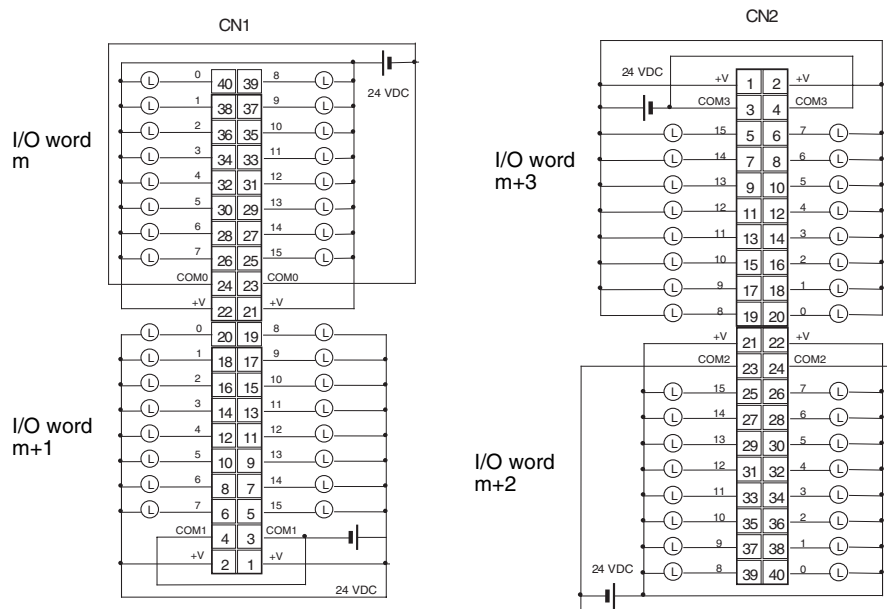 CN1
24 VDC
I/O word
m
L 0 40 39 8 L
L 1 38 37 9 L
L 2 36 35 10 L
L 3 34 33 11 L
L 4 32 31 12 L
L 5 30 29 13 L
L 6 28 27 14 L
L 7 26 25 15 L
COM0 24 23 COM0
+V 22 21 +V
I/O word
m+1
L 0 20 19 8 L
L 1 18 17 9 L
L 2 16 15 10 L
L 3 14 13 11 L
L 4 12 11 12 L
L 5 10 9 13 L
L 6 8 7 14 L
L 7 6 5 15 L
COM1 4 3 COM1
+V 2 1 +V
24 VDC
CN2
24 VDC
+V 1 2 +V
COM3 3 4 COM3
I/O word
m+3
L 15 5 6 7 L
L 14 7 8 6 L
L 13 9 10 5 L
L 12 11 12 4 L
L 11 13 14 3 L
L 10 15 16 2 L
L 9 17 18 1 L
L 8 19 20 0 L
+V 21 22 +V
COM2 23 24 COM2
I/O word
m+2
L 15 25 26 7 L
L 14 27 28 6 L
L 13 29 30 5 L
L 12 31 32 4 L
L 11 33 34 3 L
L 10 35 36 2 L
L 9 37 38 1 L
L 8 39 40 0 L
24 VDC